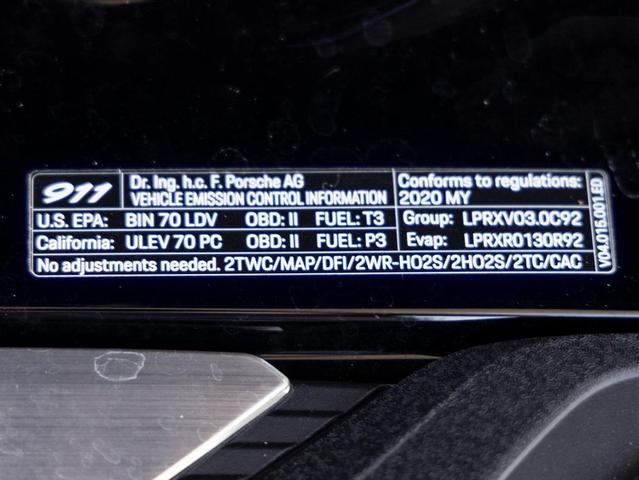 911 Dr. Ing. h.c. F. Porsche AG
VEHICLE EMISSION CONTROL INFORMATION
Conforms to regulations:
2020 MY
U.S. EPA: BIN 70 LDV OBD: II FUEL: T3
Group: LPRXV03.0C92
California: ULEV 70 PC OBD: II FUEL: P3
Evap: LPRXR0130R92
No adjustments needed. 2TWC/MAP/DFI/2WR-HO2S/2HO2S/2TC/CAC
VC4.015.001.ED